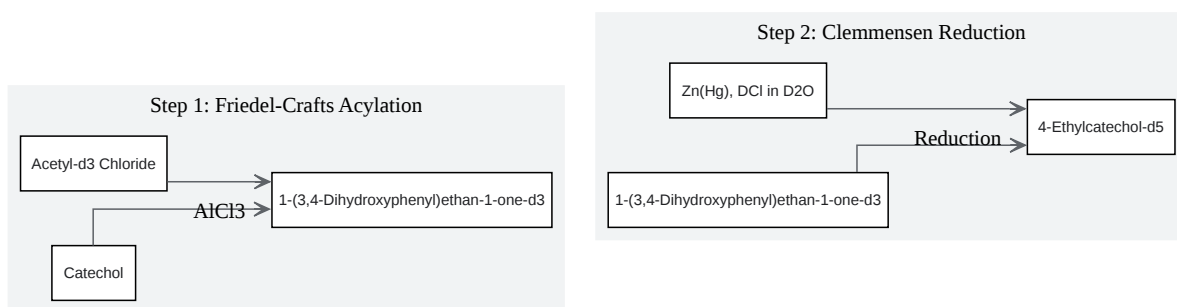 Step 1: Friedel-Crafts Acylation
Acetyl-d3 Chloride
1-(3,4-Dihydroxyphenyl)ethan-1-one-d3
AlCl3
Catechol
Step 2: Clemmensen Reduction
Zn(Hg), DCl in D2O
4-Ethylcatechol-d5
Reduction
1-(3,4-Dihydroxyphenyl)ethan-1-one-d3